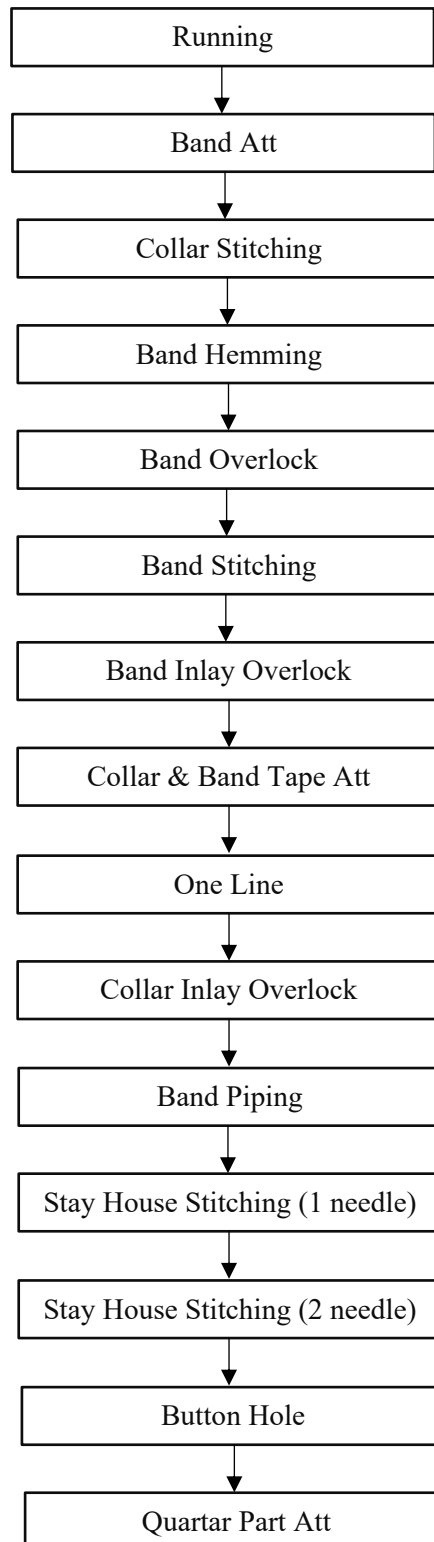 Running
Band Att
Collar Stitching
Band Hemming
Band Overlock
Band Stitching
Band Inlay Overlock
Collar & Band Tape Att
One Line
Collar Inlay Overlock
Band Piping
Stay House Stitching (1 needle)
Stay House Stitching (2 needle)
Button Hole
Quartar Part Att